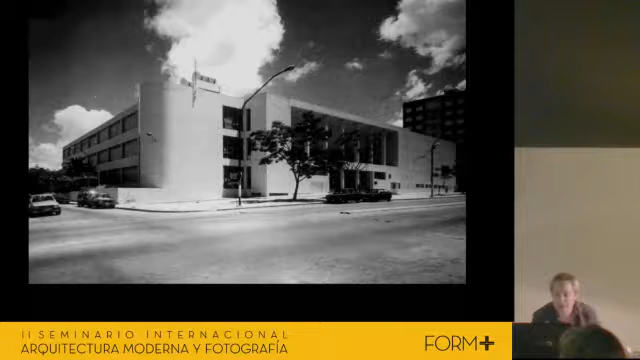 II SEMINARIO INTERNACIONAL
ARQUITECTURA MODERNA Y FOTOGRAFÍA
FORM+